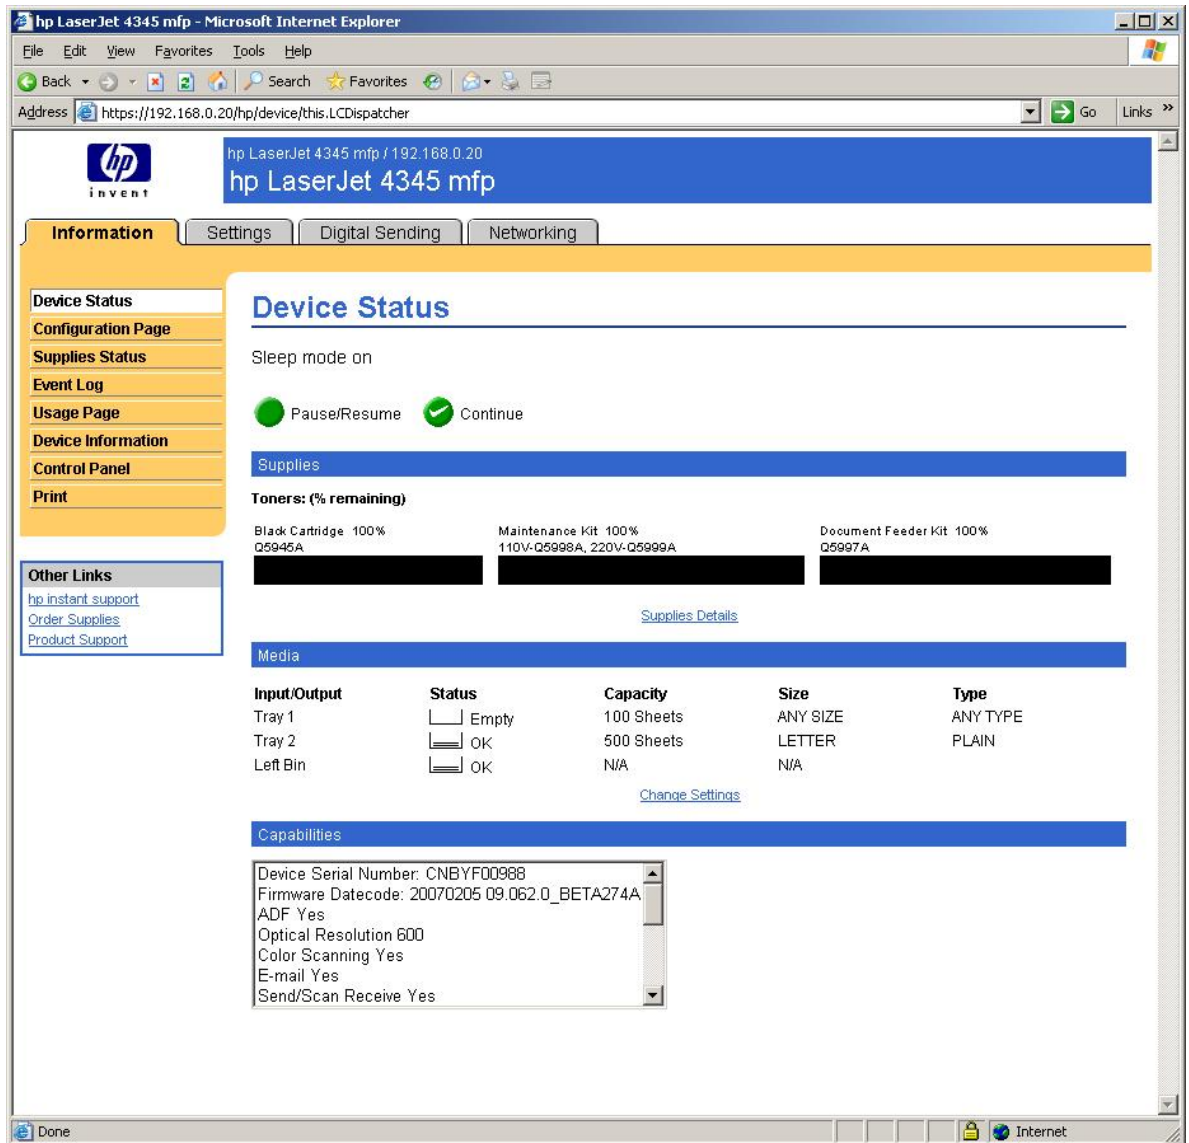 hp LaserJet 4345 mfp - Microsoft Internet Explorer
File Edit View Favorites Tools Help
Back Search Favorites
Address https://192.168.0.20/hp/device/this.LCDispatcher Go Links »
hp
invent
hp LaserJet 4345 mfp / 192.168.0.20
hp LaserJet 4345 mfp
Information Settings Digital Sending Networking
Device Status
Configuration Page
Supplies Status
Event Log
Usage Page
Device Information
Control Panel
Print
Other Links
hp instant support
Order Supplies
Product Support
Device Status
Sleep mode on
Pause/Resume Continue
Supplies
Toners: (% remaining)
Black Cartridge 100% Maintenance Kit 100% Document Feeder Kit 100%
Q5945A 110V-Q5998A, 220V-Q5999A Q5997A
Supplies Details
Media
Input/Output Status Capacity Size Type
Tray 1 Empty 100 Sheets ANY SIZE ANY TYPE
Tray 2 OK 500 Sheets LETTER PLAIN
Left Bin OK N/A N/A
Change Settings
Capabilities
Device Serial Number: CNBYF00988
Firmware Datecode: 20070205 09.062.0_BETA274A
ADF Yes
Optical Resolution 600
Color Scanning Yes
E-mail Yes
Send/Scan Receive Yes
Done Internet